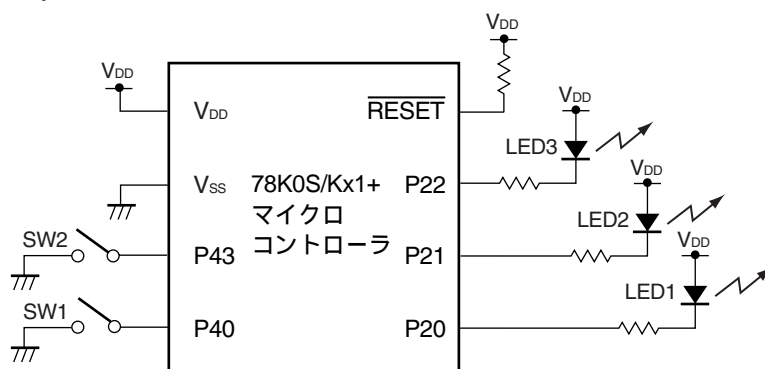 VDD
VDD
VDD
RESET
VDD
LED3
VSS
78K0S/Kx1+
マイクロ
コントローラ
P22
VDD
LED2
SW2
P43
P21
VDD
LED1
SW1
P40
P20